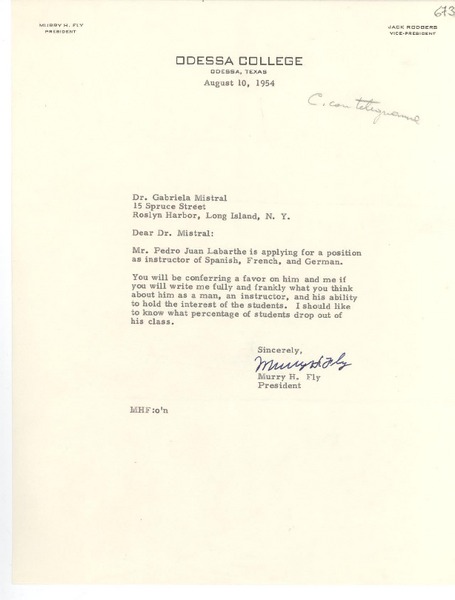 673
MURRY H. FLY
PRESIDENT
JACK RODGERS
VICE-PRESIDENT
ODESSA COLLEGE
ODESSA, TEXAS
August 10, 1954
C. con telegrama
Dr. Gabriela Mistral
15 Spruce Street
Roslyn Harbor, Long Island, N. Y.
Dear Dr. Mistral:
Mr. Pedro Juan Labarthe is applying for a position
as instructor of Spanish, French, and German.
You will be conferring a favor on him and me if
you will write me fully and frankly what you think
about him as a man, an instructor, and his ability
to hold the interest of the students. I should like
to know what percentage of students drop out of
his class.
Sincerely,
Murry H. Fly
Murry H. Fly
President
MHF:o'n